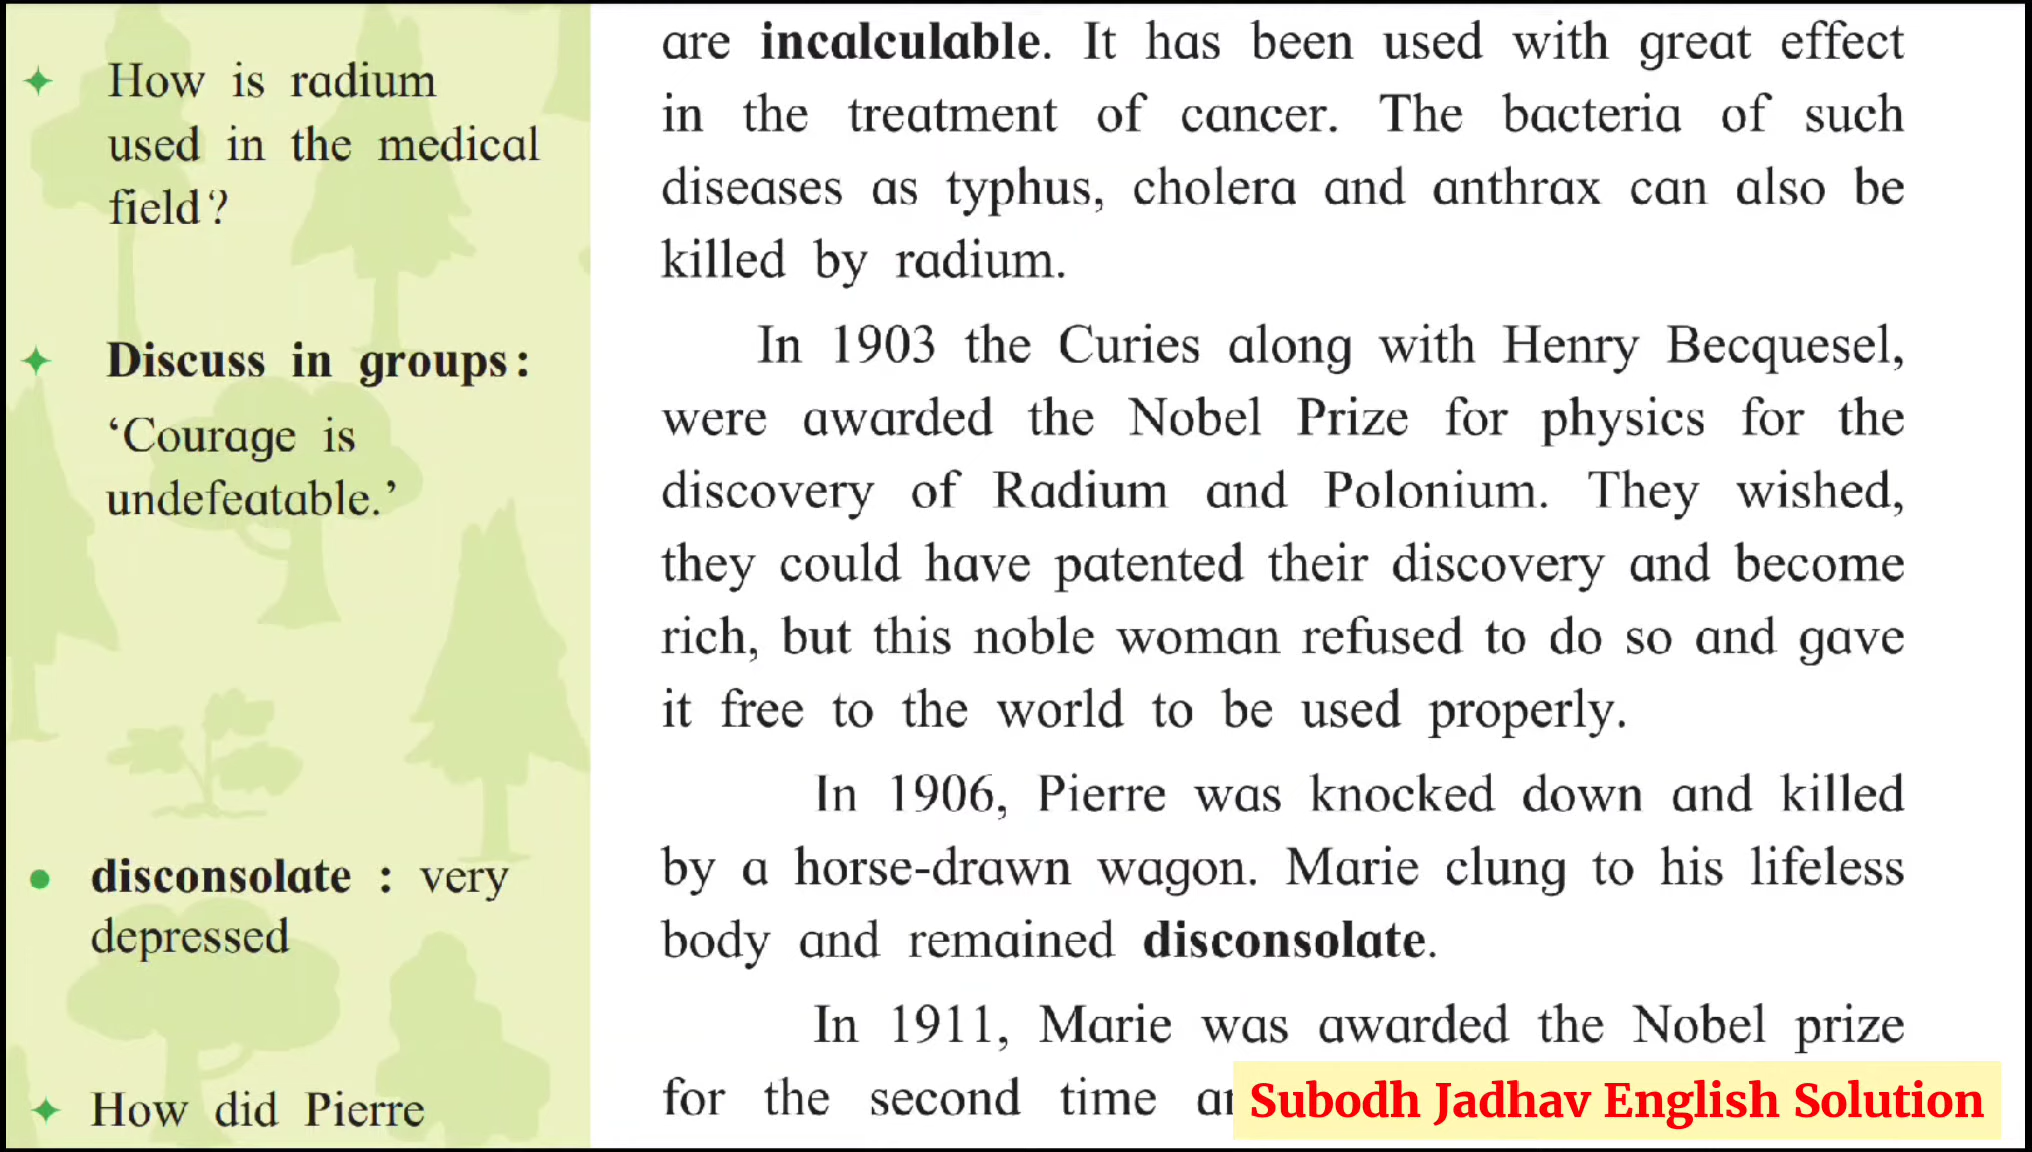 How is radium
used in the medical
field?
Discuss in groups:
‘Courage is
undefeatable.’
disconsolate : very
depressed
How did Pierre
are incalculable. It has been used with great effect
in the treatment of cancer. The bacteria of such
diseases as typhus, cholera and anthrax can also be
killed by radium.
In 1903 the Curies along with Henry Becquesel,
were awarded the Nobel Prize for physics for the
discovery of Radium and Polonium. They wished,
they could have patented their discovery and become
rich, but this noble woman refused to do so and gave
it free to the world to be used properly.
In 1906, Pierre was knocked down and killed
by a horse-drawn wagon. Marie clung to his lifeless
body and remained disconsolate.
In 1911, Marie was awarded the Nobel prize
for the second time
Subodh Jadhav English Solution